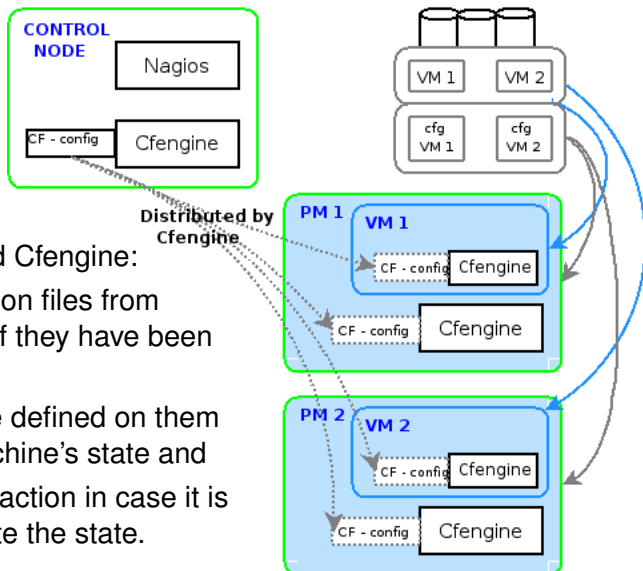 CONTROL
NODE
Nagios
CF - config
Cfengine
VM 1
VM 2
cfg
VM 1
cfg
VM 2
Distributed by
Cfengine
PM 1
VM 1
CF - config
Cfengine
CF - config
Cfengine
PM 2
VM 2
CF - config
Cfengine
CF - config
Cfengine
d Cfengine:
on files from
f they have been
e defined on them
chine's state and
action in case it is
te the state.